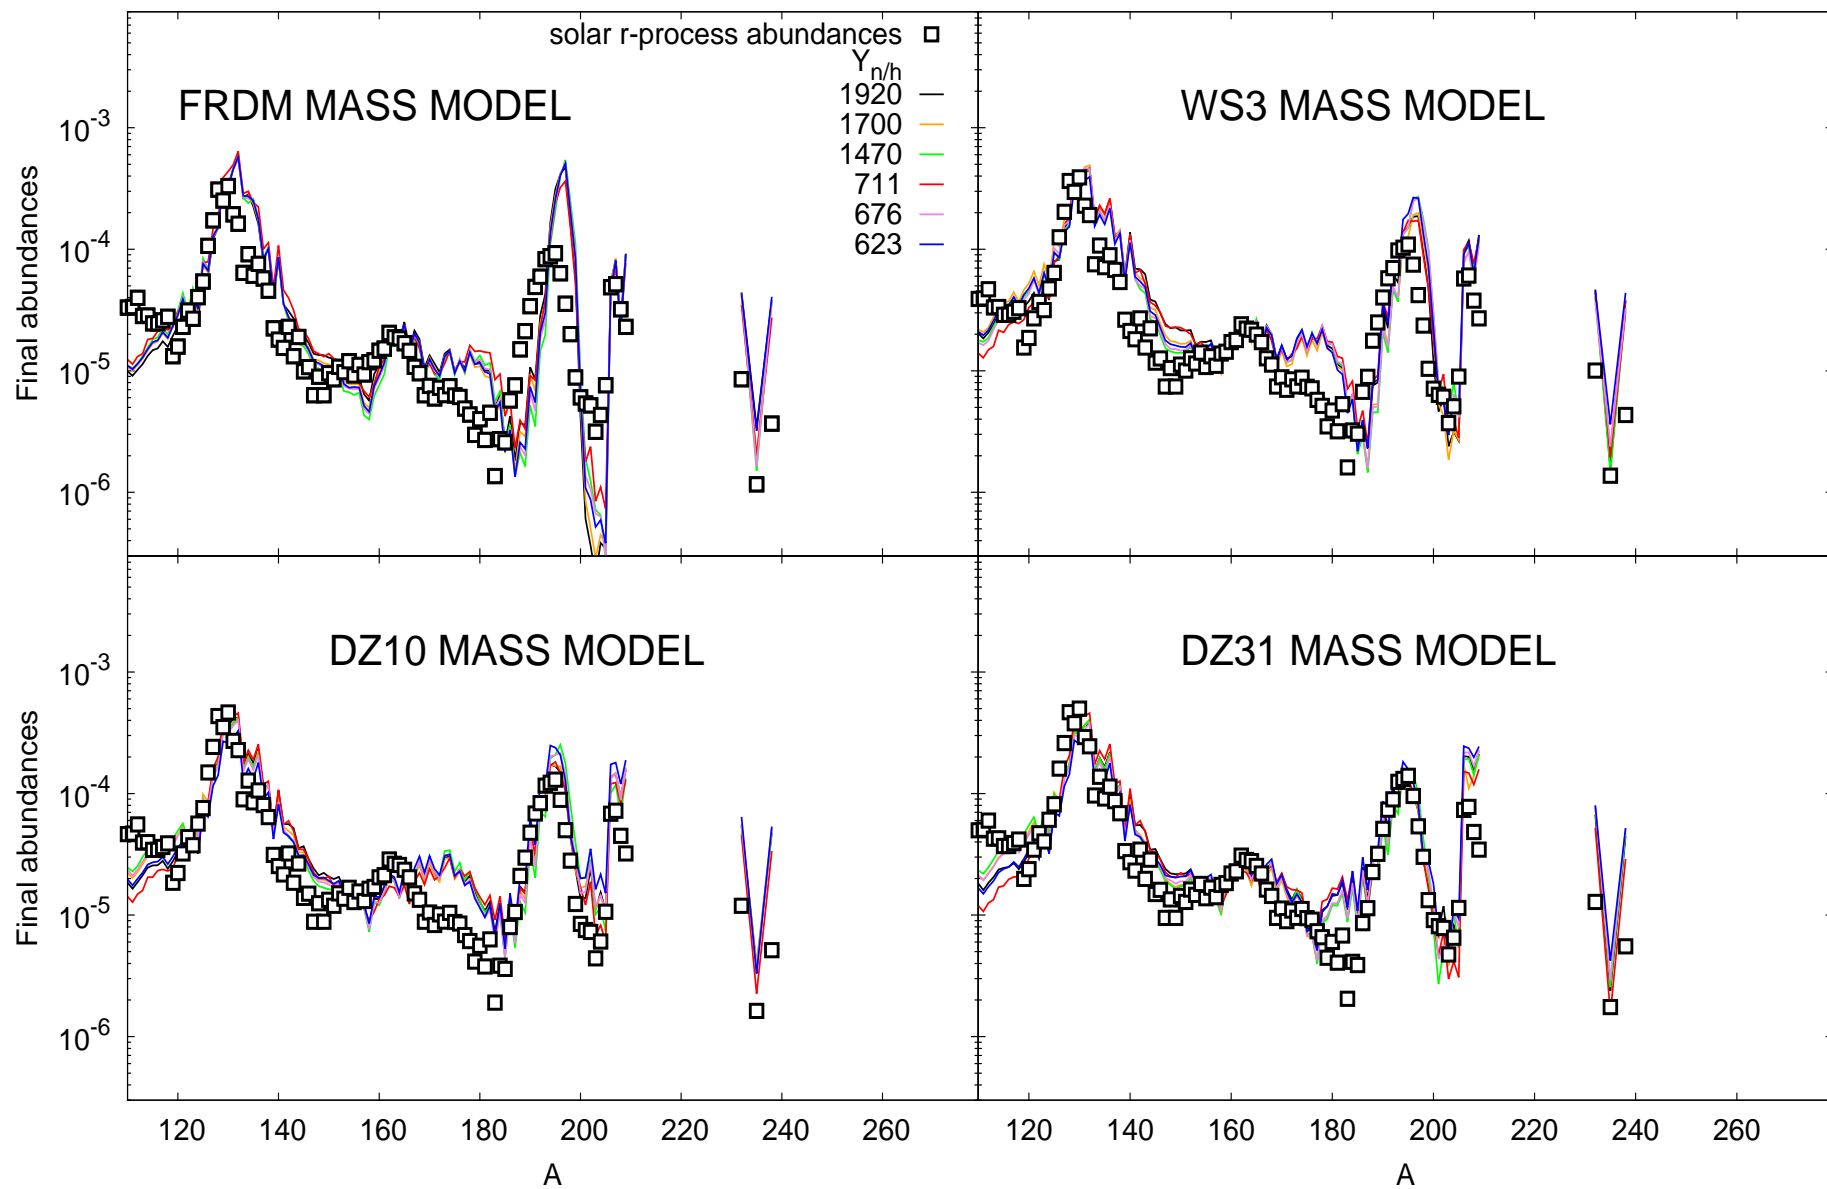 solar r-process abundances
Y_{n/h}
FRDM MASS MODEL
1920
1700
1470
711
676
623
WS3 MASS MODEL
10^{-3}
10^{-4}
10^{-5}
10^{-6}
Final abundances
DZ10 MASS MODEL
DZ31 MASS MODEL
10^{-3}
10^{-4}
10^{-5}
10^{-6}
Final abundances
120 140 160 180 200 220 240 260
120 140 160 180 200 220 240 260
A
A